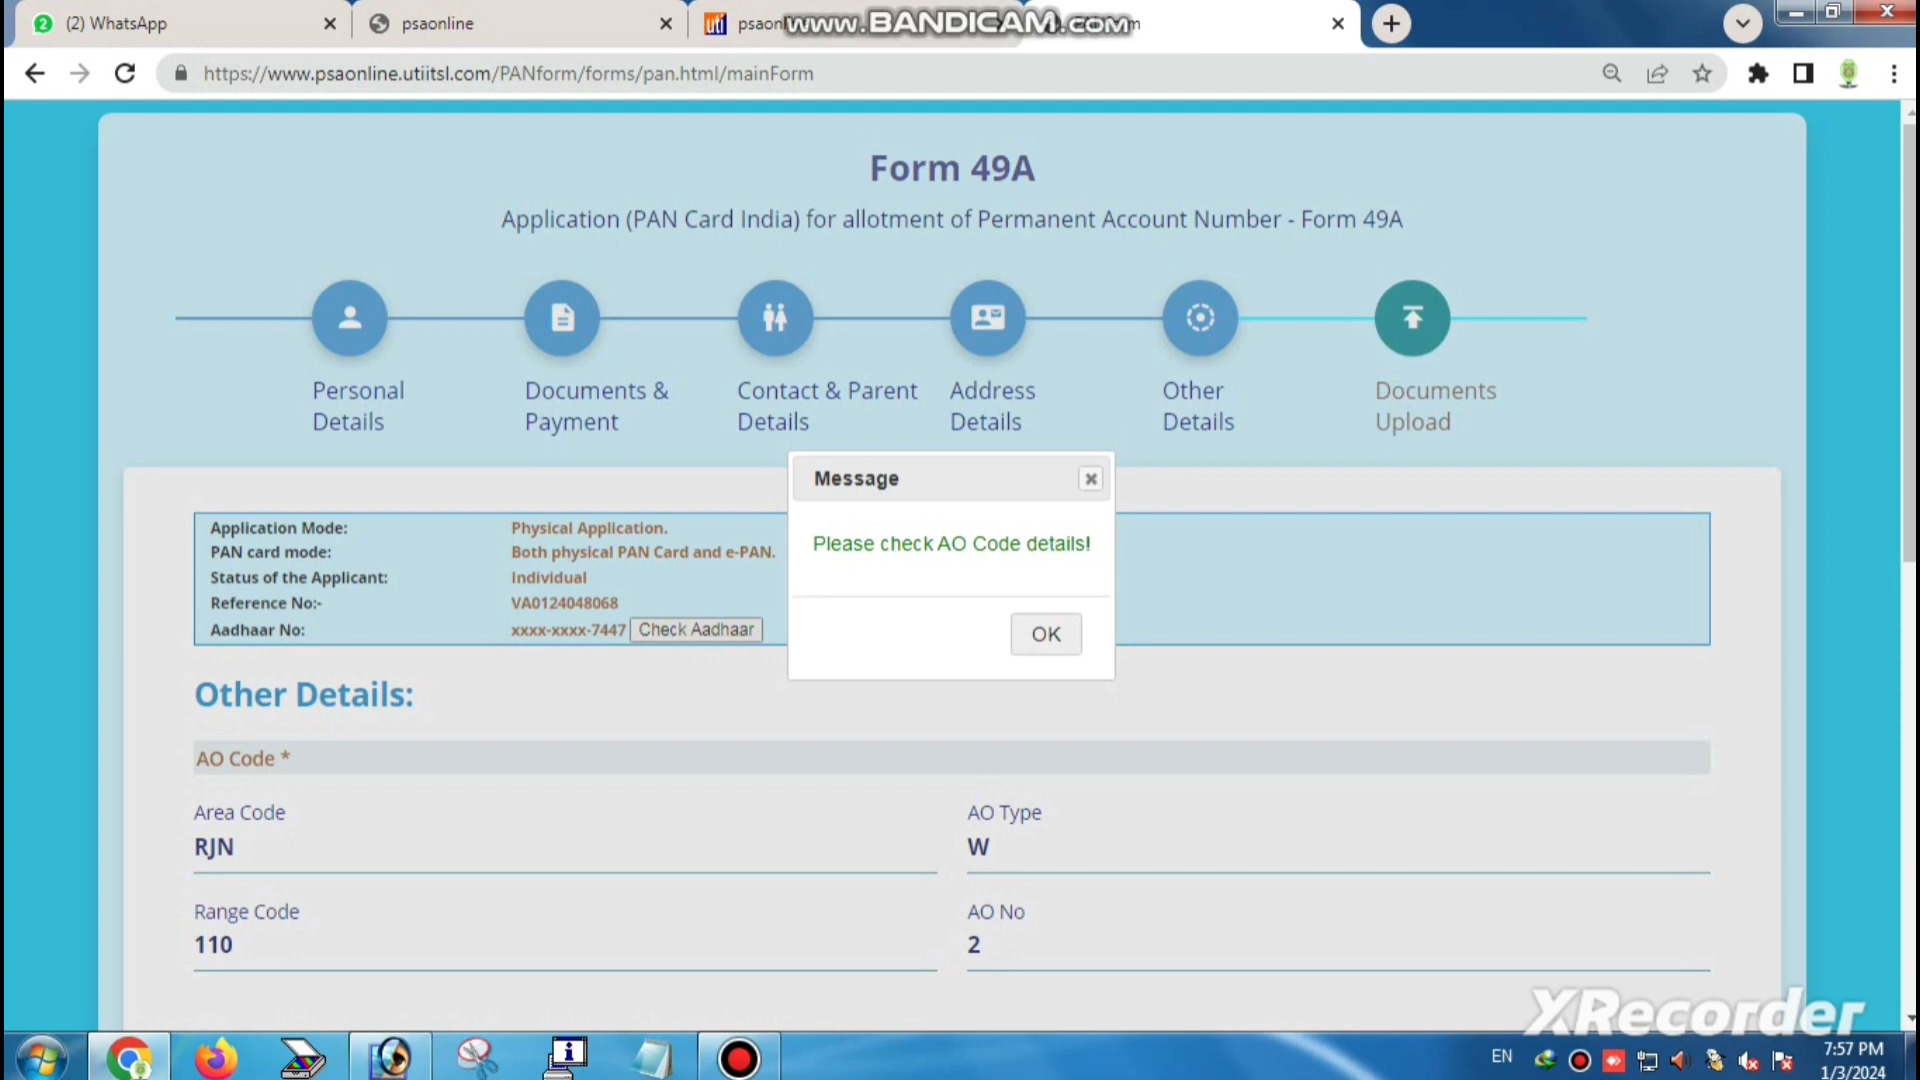 (2) WhatsApp
psaonline
psaonl
www.BANDICAM.com
https://www.psaonline.utiitsl.com/PANform/forms/pan.html/mainForm
Form 49A
Application (PAN Card India) for allotment of Permanent Account Number - Form 49A
Personal Details
Documents & Payment
Contact & Parent Details
Address Details
Other Details
Documents Upload
Message
Please check AO Code details!
OK
Application Mode: Physical Application.
PAN card mode: Both physical PAN Card and e-PAN.
Status of the Applicant: Individual
Reference No:- VA0124048068
Aadhaar No: xxxx-xxxx-7447 Check Aadhaar
Other Details:
AO Code *
Area Code AO Type
RJN W
Range Code AO No
110 2
XRecorder
EN
7:57 PM
1/3/2024